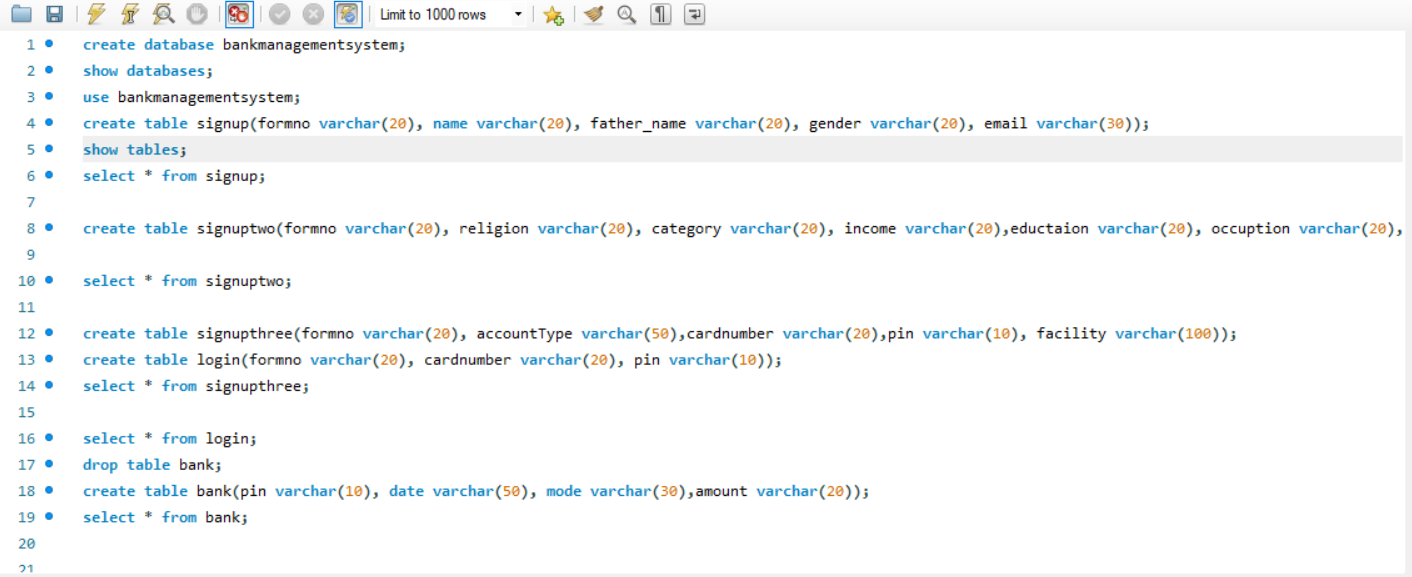 Limit to 1000 rows
1 create database bankmanagementsystem;
2 show databases;
3 use bankmanagementsystem;
4 create table signup(formno varchar(20), name varchar(20), father_name varchar(20), gender varchar(20), email varchar(30));
5 show tables;
6 select * from signup;
7
8 create table signuptwo(formno varchar(20), religion varchar(20), category varchar(20), income varchar(20),eductaion varchar(20), occuption varchar(20),
9
10 select * from signuptwo;
11
12 create table signupthree(formno varchar(20), accountType varchar(50),cardnumber varchar(20),pin varchar(10), facility varchar(100));
13 create table login(formno varchar(20), cardnumber varchar(20), pin varchar(10));
14 select * from signupthree;
15
16 select * from login;
17 drop table bank;
18 create table bank(pin varchar(10), date varchar(50), mode varchar(30),amount varchar(20));
19 select * from bank;
20
21